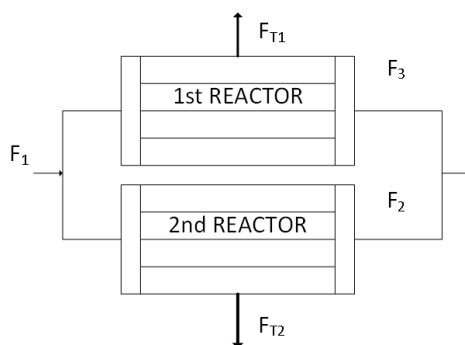 F_T1
F_3
1st REACTOR
F_1
F_2
2nd REACTOR
F_T2